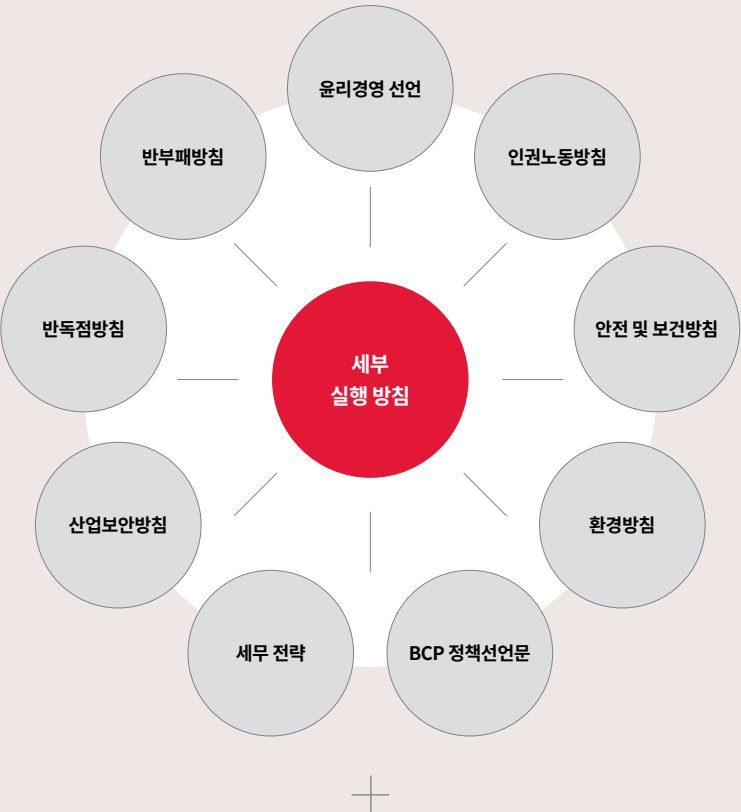 윤리경영 선언
반부패방침
인권노동방침
반독점방침
안전 및 보건방침
세부
실행 방침
산업보안방침
환경방침
세무 전략
BCP 정책선언문